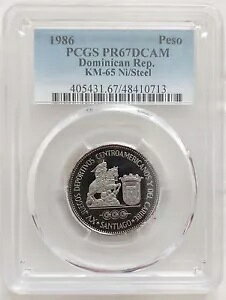 1986 Peso
PCGS PR67DCAM
Dominican Rep.
KM-65 Ni/Steel
405431.67/48410713
XV JUEGOS DEPORTIVOS CENTROAMERICANOS Y DEL CARIBE
SANTIAGO